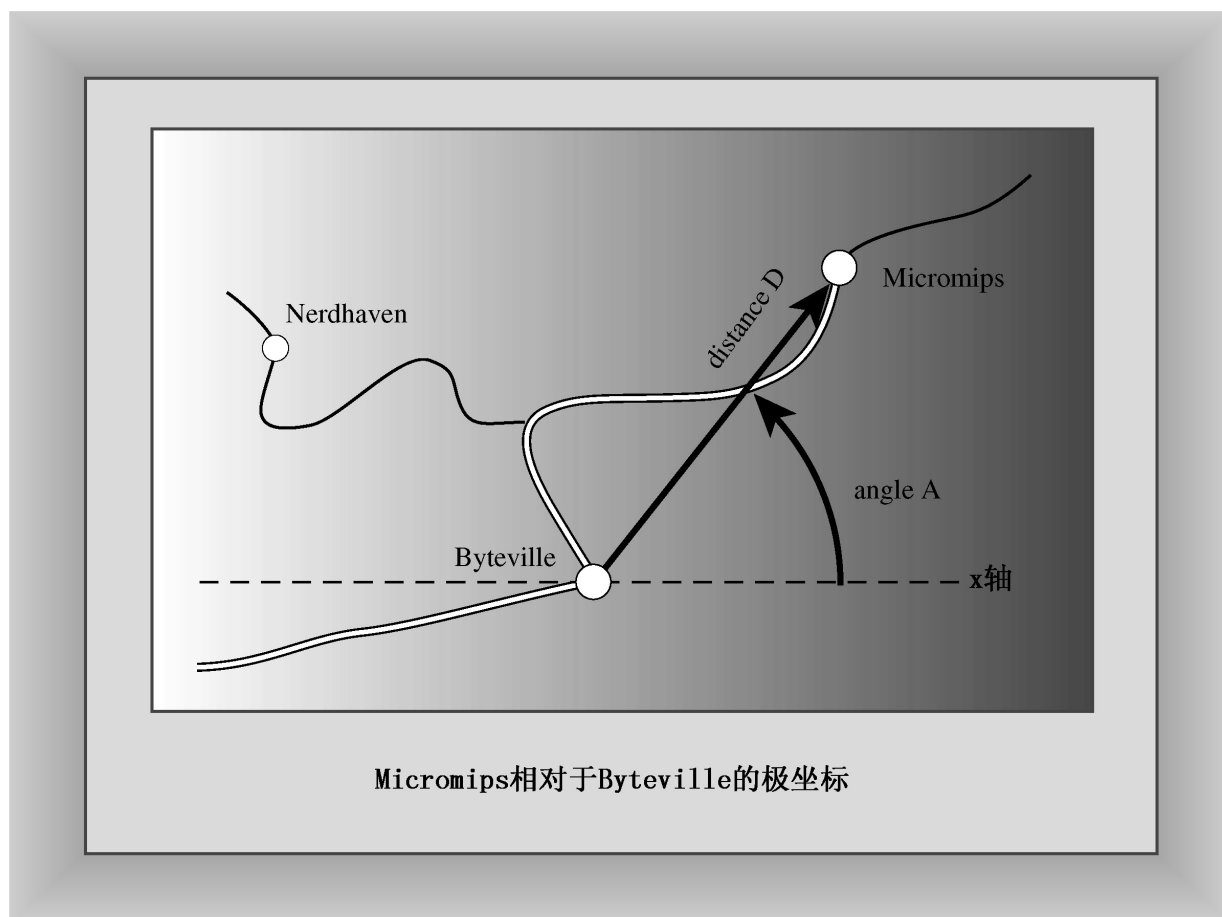 Nerdhaven
Micromips
distance D
angle A
Byteville
x轴
Micromips相对于Byteville的极坐标